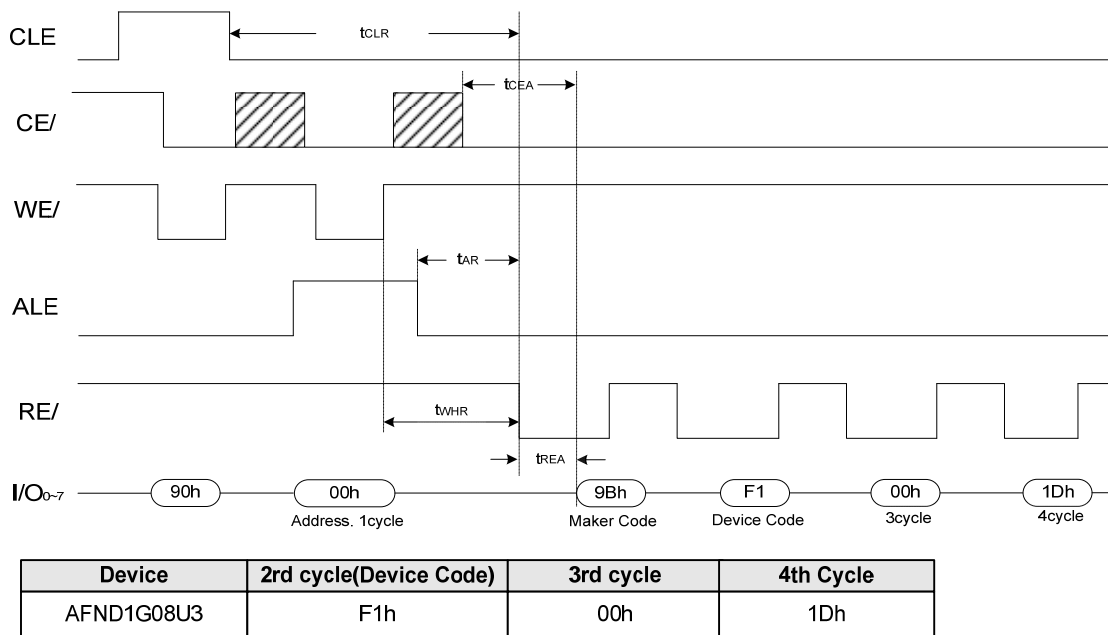 CLE
tCLR
tCEA
CE/
WE/
tAR
ALE
RE/
tWHR
tREA
I/O0~7
90h
00h
9Bh
F1
00h
1Dh
Address. 1cycle
Maker Code
Device Code
3cycle
4cycle
Device
2rd cycle(Device Code)
3rd cycle
4th Cycle
AFND1G08U3
F1h
00h
1Dh